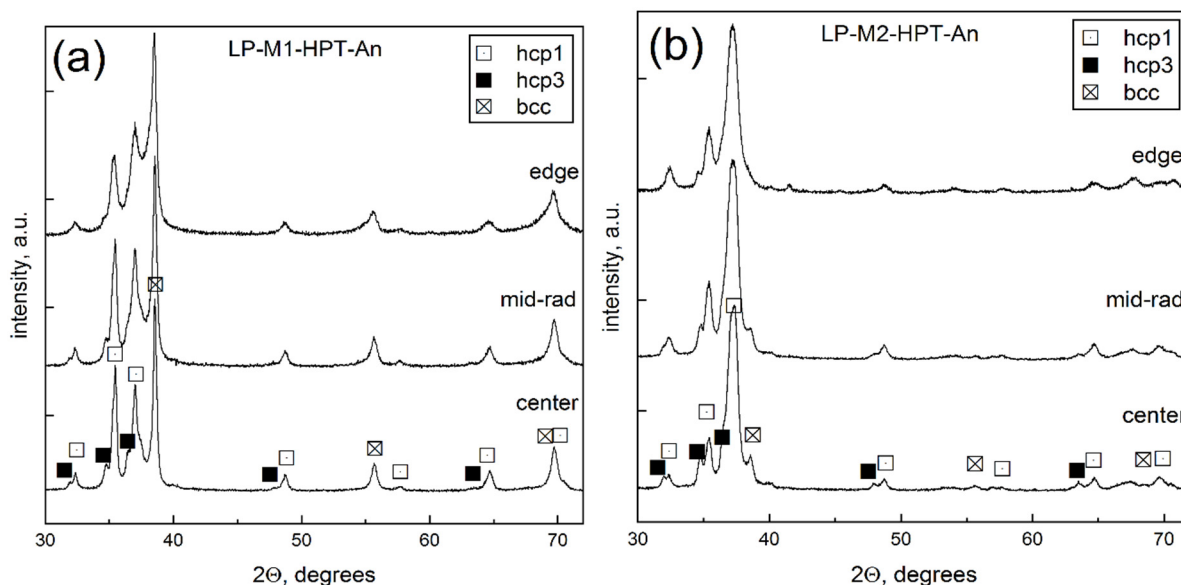 (a)
LP-M1-HPT-An
hcp1
hcp3
bcc
edge
mid-rad
center
intensity, a.u.
30
40
50
60
70
2Θ, degrees
(b)
LP-M2-HPT-An
hcp1
hcp3
bcc
edge
mid-rad
center
intensity, a.u.
30
40
50
60
70
2Θ, degrees